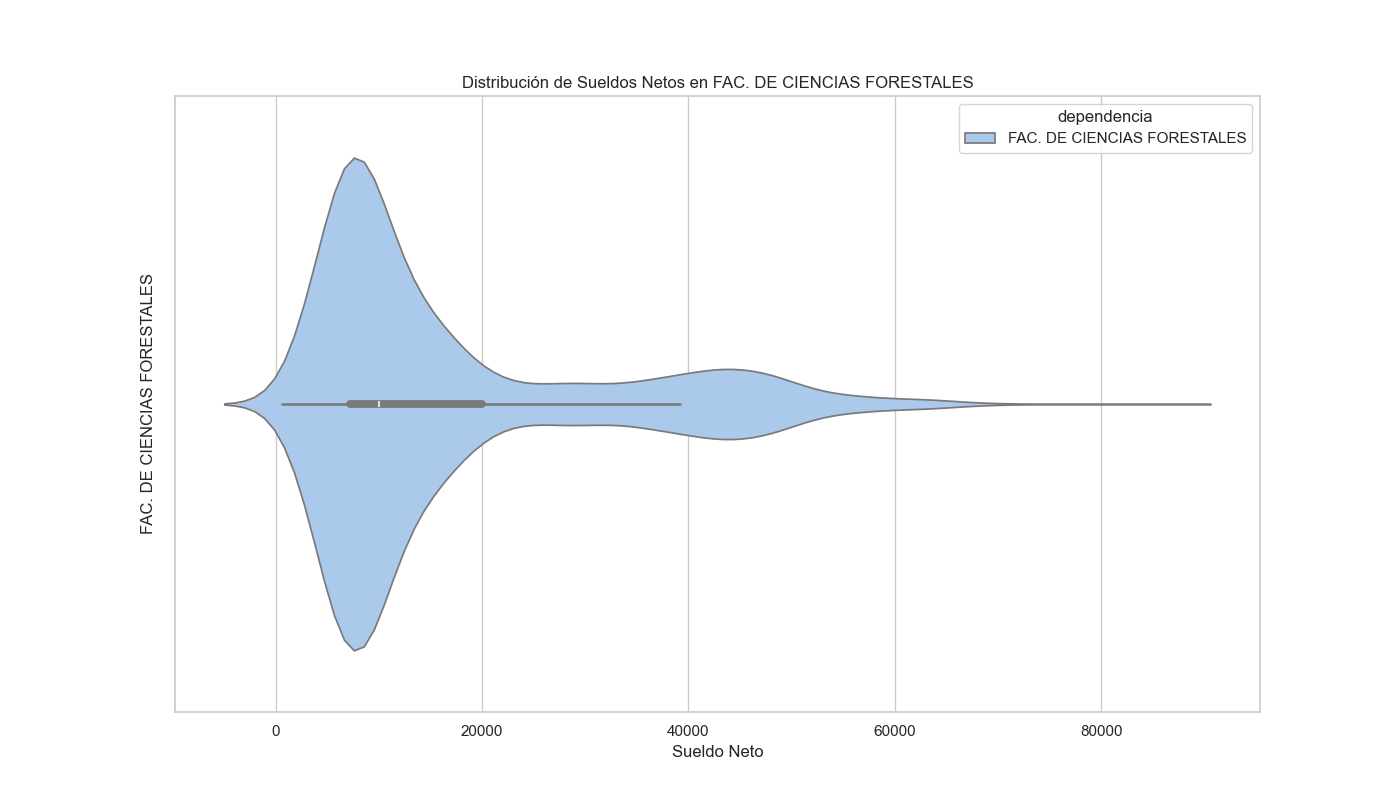 Distribución de Sueldos Netos en FAC. DE CIENCIAS FORESTALES
dependencia
FAC. DE CIENCIAS FORESTALES
FAC. DE CIENCIAS FORESTALES
0 20000 40000 60000 80000
Sueldo Neto